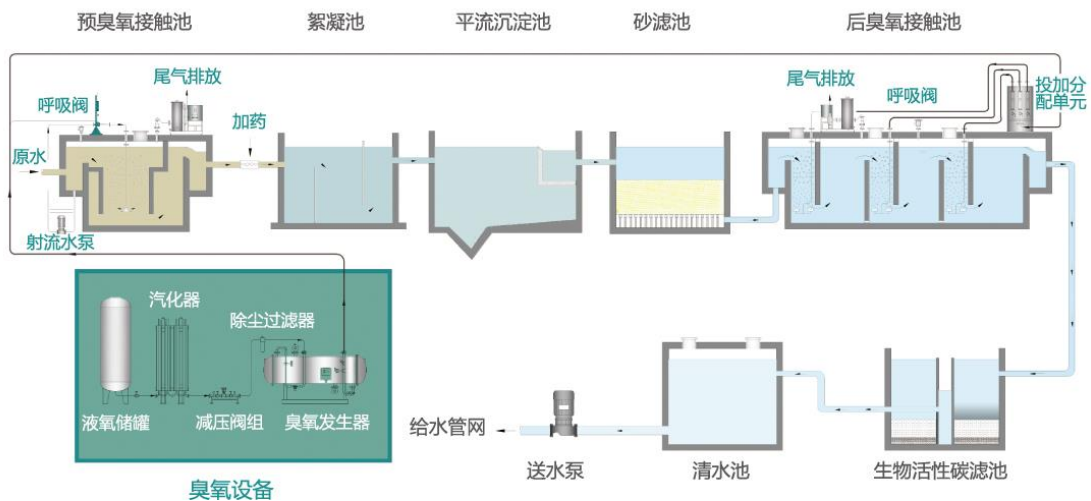 预臭氧接触池
絮凝池
平流沉淀池
砂滤池
后臭氧接触池
尾气排放
呼吸阀
加药
原水
射流水泵
尾气排放
呼吸阀
投加分
配单元
汽化器
除尘过滤器
液氧储罐
减压阀组
臭氧发生器
臭氧设备
给水管网
送水泵
清水池
生物活性碳滤池